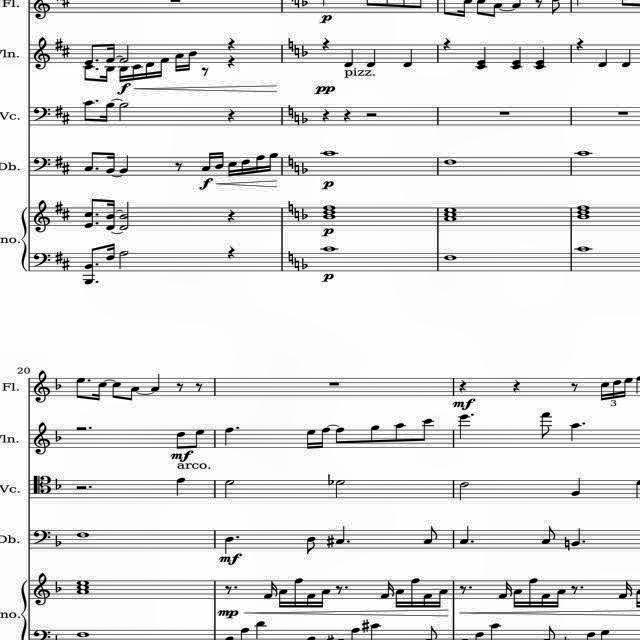 Fl.
p
Vln.
pizz.
f
pp
Vc.
Db.
f
p
p
no.
p
20
Fl.
mf
3
Vln.
mf
arco.
Vc.
Db.
mf
mp
no.